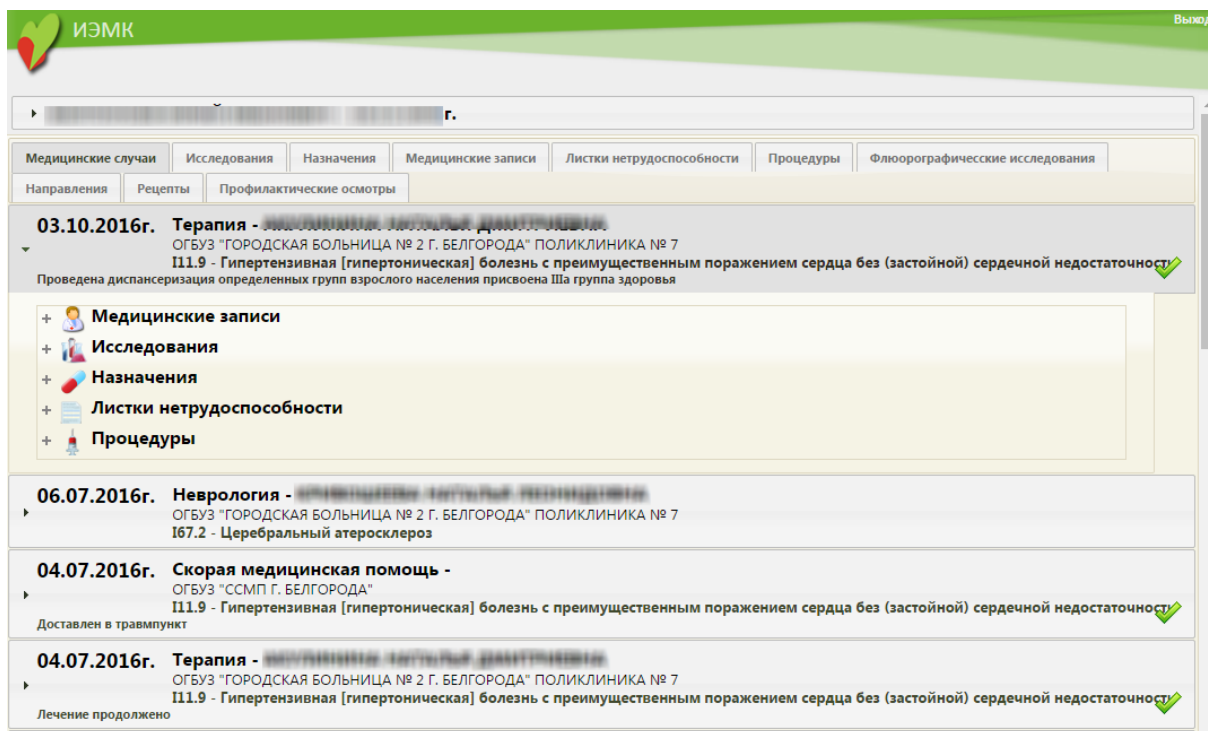 Выход
ИЭМК
г.
Медицинские случаи Исследования Назначения Медицинские записи Листки нетрудоспособности Процедуры Флюорографичесские исследования
Направления Рецепты Профилактические осмотры
03.10.2016г. Терапия -
ОГБУЗ "ГОРОДСКАЯ БОЛЬНИЦА № 2 Г. БЕЛГОРОДА" ПОЛИКЛИНИКА № 7
I11.9 - Гипертензивная [гипертоническая] болезнь с преимущественным поражением сердца без (застойной) сердечной недостаточность
Проведена диспансеризация определенных групп взрослого населения присвоена IIIа группа здоровья
+ Медицинские записи
+ Исследования
+ Назначения
+ Листки нетрудоспособности
+ Процедуры
06.07.2016г. Неврология -
ОГБУЗ "ГОРОДСКАЯ БОЛЬНИЦА № 2 Г. БЕЛГОРОДА" ПОЛИКЛИНИКА № 7
I67.2 - Церебральный атеросклероз
04.07.2016г. Скорая медицинская помощь -
ОГБУЗ "ССМП Г. БЕЛГОРОДА"
I11.9 - Гипертензивная [гипертоническая] болезнь с преимущественным поражением сердца без (застойной) сердечной недостаточность
Доставлен в травмпункт
04.07.2016г. Терапия -
ОГБУЗ "ГОРОДСКАЯ БОЛЬНИЦА № 2 Г. БЕЛГОРОДА" ПОЛИКЛИНИКА № 7
I11.9 - Гипертензивная [гипертоническая] болезнь с преимущественным поражением сердца без (застойной) сердечной недостаточность
Лечение продолжено